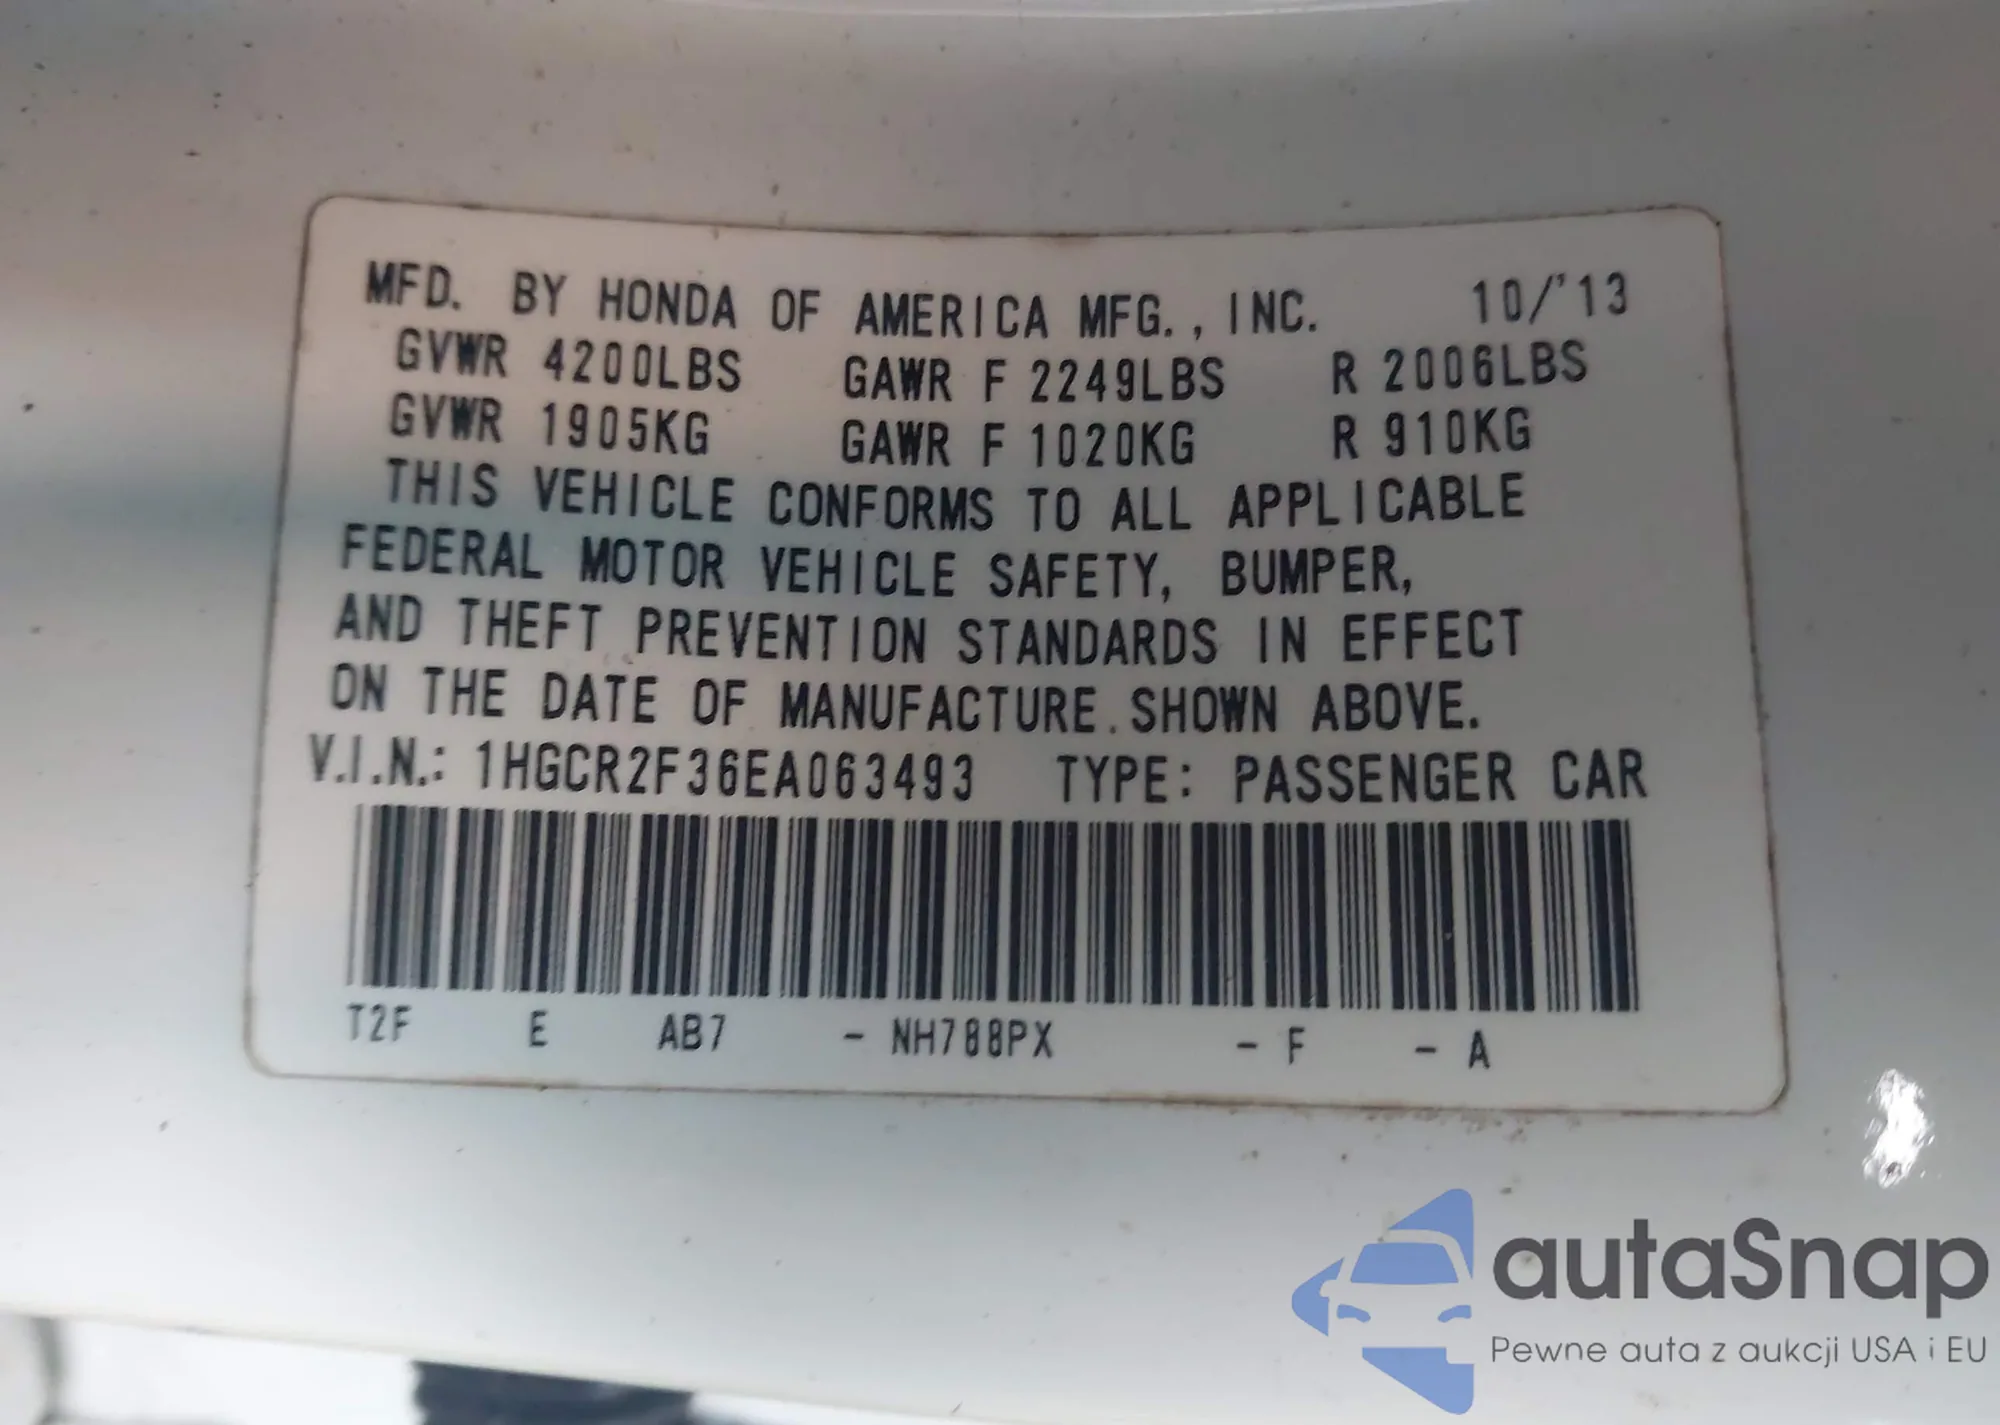 MFD. BY HONDA OF AMERICA MFG., INC. 10/'13
GVWR 4200LBS GAWR F 2249LBS R 2006LBS
GVWR 1905KG GAWR F 1020KG R 910KG
THIS VEHICLE CONFORMS TO ALL APPLICABLE
FEDERAL MOTOR VEHICLE SAFETY, BUMPER,
AND THEFT PREVENTION STANDARDS IN EFFECT
ON THE DATE OF MANUFACTURE SHOWN ABOVE.
V.I.N.: 1HGCR2F36EA063493 TYPE: PASSENGER CAR
T2F E AB7 - NH788PX - F - A
autaSnap
Pewne auta z aukcji USA i EU